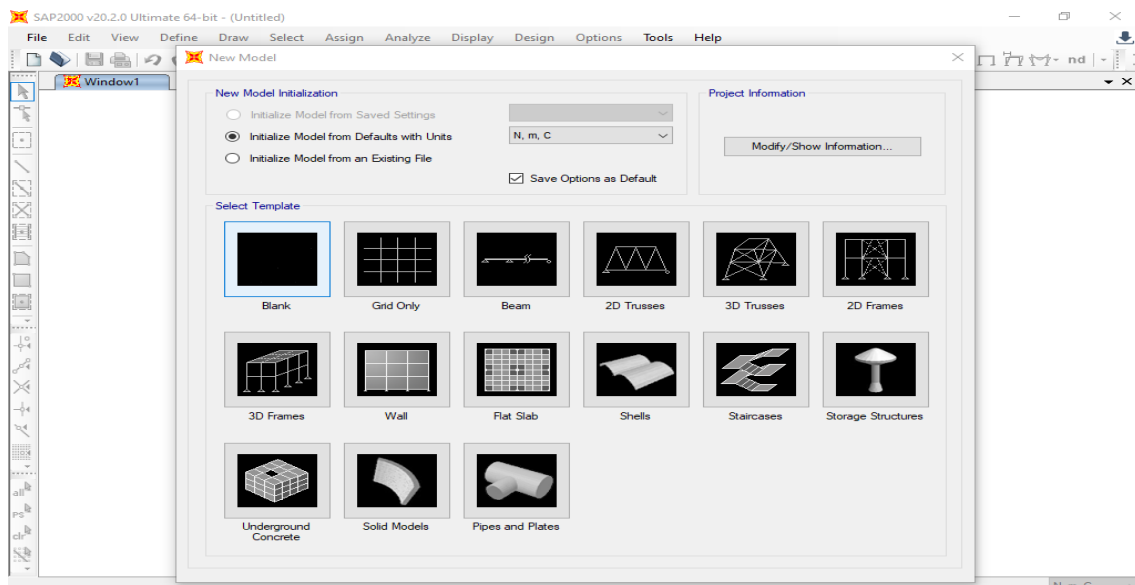 SAP2000 v20.2.0 Ultimate 64-bit - (Untitled)
File Edit View Define Draw Select Assign Analyze Display Design Options Tools Help
nd
Window1
New Model
New Model Initialization
Initialize Model from Saved Settings
Initialize Model from Defaults with Units
N, m, C
Initialize Model from an Existing File
Save Options as Default
Project Information
Modify/Show Information...
Select Template
Blank Grid Only Beam 2D Trusses 3D Trusses 2D Frames
3D Frames Wall Flat Slab Shells Staircases Storage Structures
Underground Solid Models Pipes and Plates
Concrete
all
PS
clr